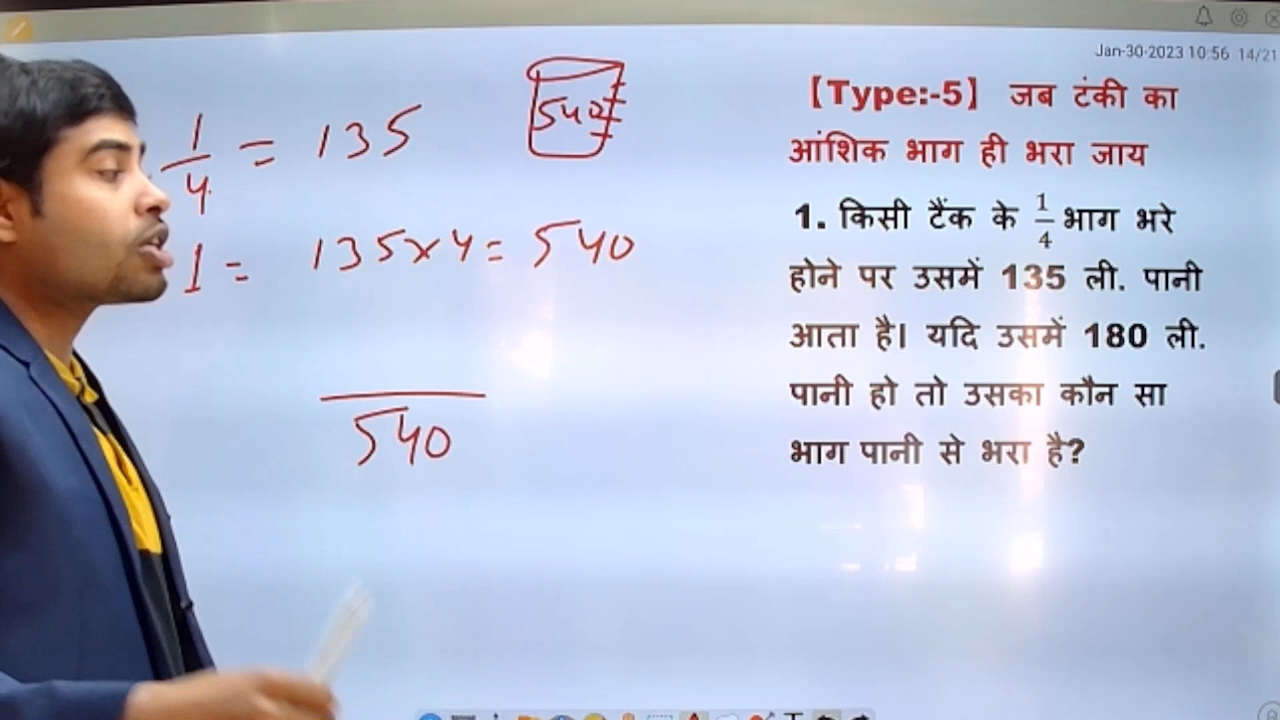 Jan-30-2023 10:56 14/21
【Type:-5】 जब टंकी का
आंशिक भाग ही भरा जाय
1. किसी टैंक के 1/4 भाग भरे
होने पर उसमें 135 ली. पानी
आता है। यदि उसमें 180 ली.
पानी हो तो उसका कौन सा
भाग पानी से भरा है?
1/4 = 135
540
1 = 135×4 = 540
540